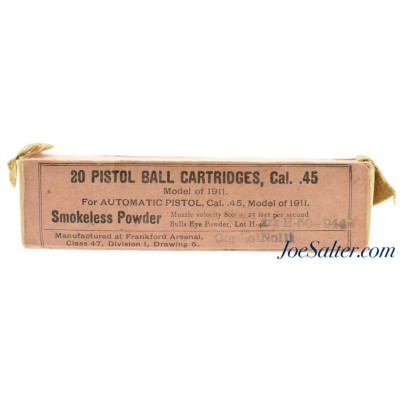 20 PISTOL BALL CARTRIDGES, Cal. .45
Model of 1911.
For AUTOMATIC PISTOL, Cal. .45, Model of 1911.
Smokeless Powder
Muzzle velocity 800 ± 25 feet per second
Bulls Eye Powder, Lot H-
Manufactured at Frankford Arsenal,
Class 47, Division 1, Drawing 5.
JoeSalter.com